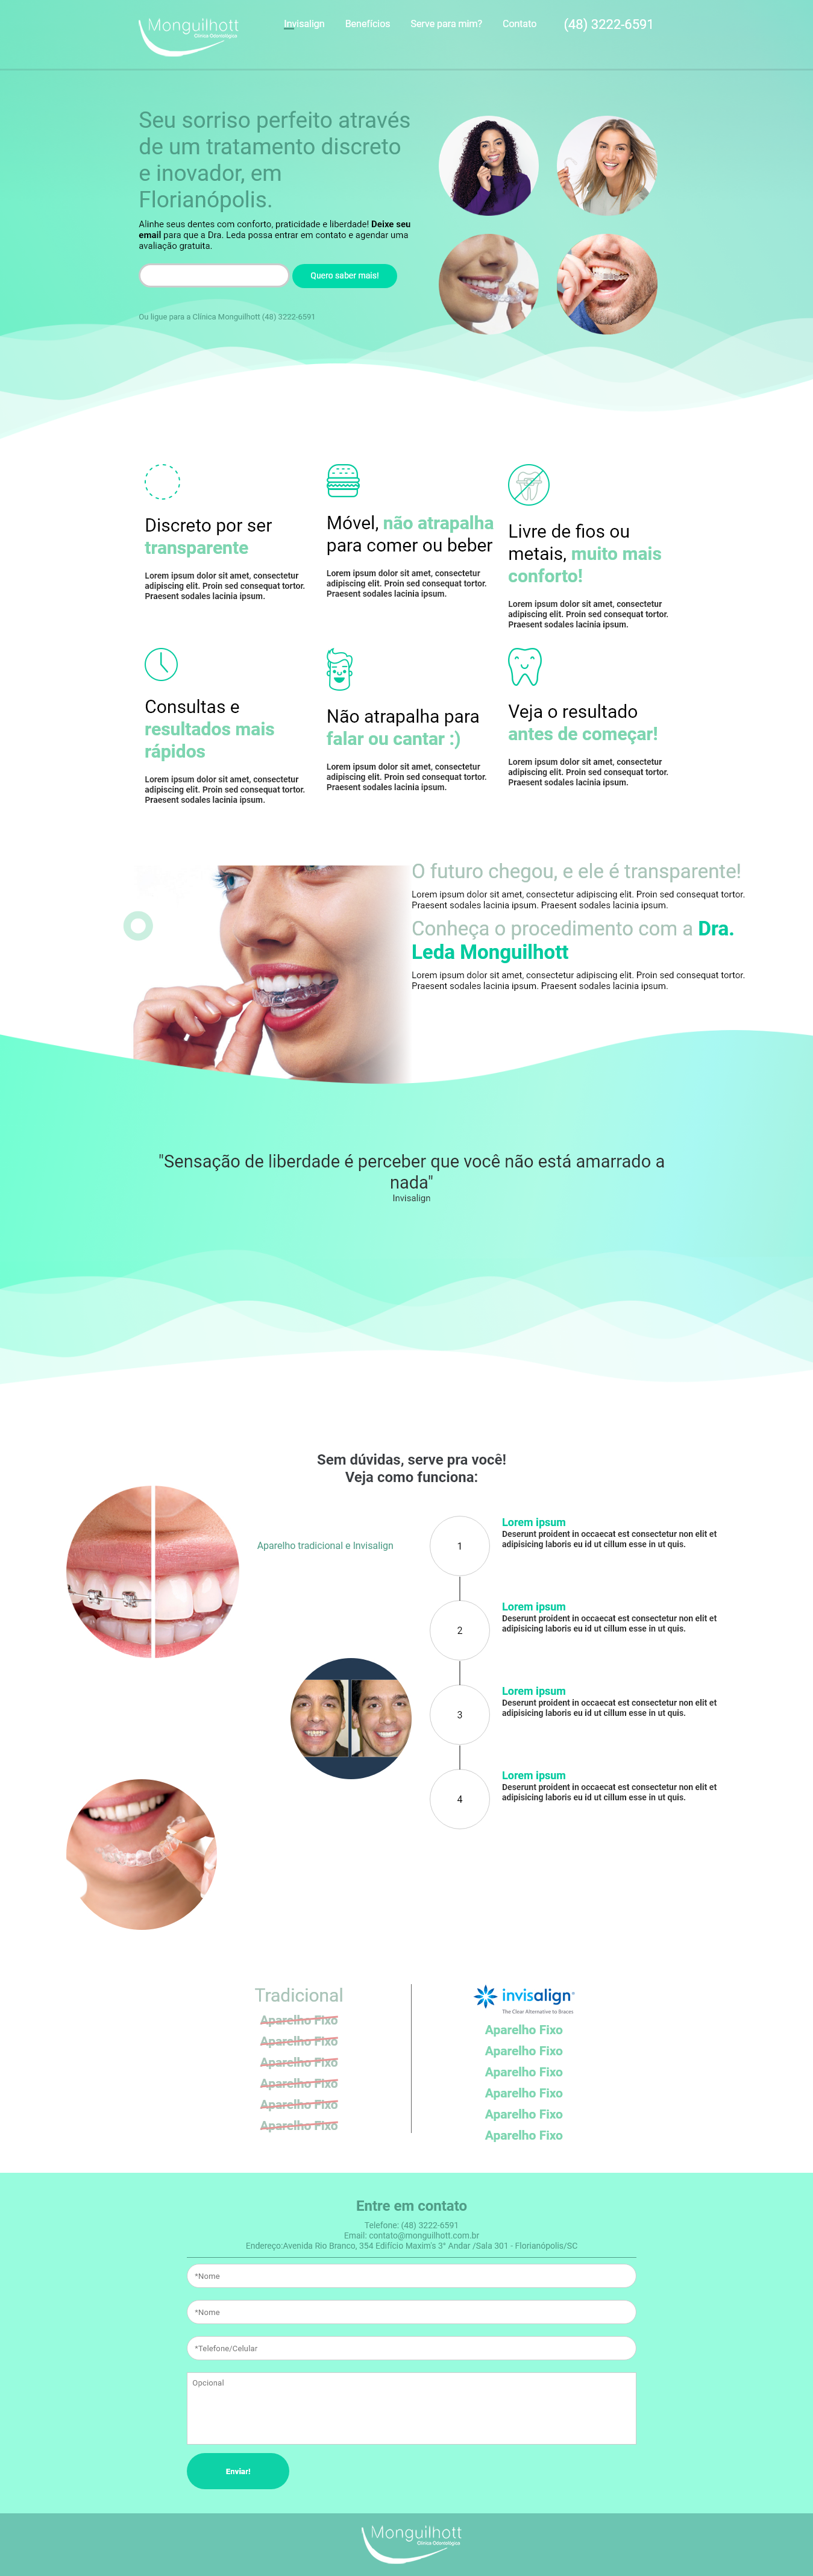 Monguilhott
Clínica Odontológica
Invisalign
Benefícios
Serve para mim?
Contato
(48) 3222-6591
Seu sorriso perfeito através
de um tratamento discreto
e inovador, em
Florianópolis.
Alinhe seus dentes com conforto, praticidade e liberdade! Deixe seu
email para que a Dra. Leda possa entrar em contato e agendar uma
avaliação gratuita.
Quero saber mais!
Ou ligue para a Clínica Monguilhott (48) 3222-6591
Discreto por ser
transparente
Lorem ipsum dolor sit amet, consectetur
adipiscing elit. Proin sed consequat tortor.
Praesent sodales lacinia ipsum.
Móvel, não atrapalha
para comer ou beber
Lorem ipsum dolor sit amet, consectetur
adipiscing elit. Proin sed consequat tortor.
Praesent sodales lacinia ipsum.
Livre de fios ou
metais, muito mais
conforto!
Lorem ipsum dolor sit amet, consectetur
adipiscing elit. Proin sed consequat tortor.
Praesent sodales lacinia ipsum.
Consultas e
resultados mais
rápidos
Lorem ipsum dolor sit amet, consectetur
adipiscing elit. Proin sed consequat tortor.
Praesent sodales lacinia ipsum.
Não atrapalha para
falar ou cantar :)
Lorem ipsum dolor sit amet, consectetur
adipiscing elit. Proin sed consequat tortor.
Praesent sodales lacinia ipsum.
Veja o resultado
antes de começar!
Lorem ipsum dolor sit amet, consectetur
adipiscing elit. Proin sed consequat tortor.
Praesent sodales lacinia ipsum.
O futuro chegou, e ele é transparente!
Lorem ipsum dolor sit amet, consectetur adipiscing elit. Proin sed consequat tortor.
Praesent sodales lacinia ipsum. Praesent sodales lacinia ipsum.
Conheça o procedimento com a Dra.
Leda Monguilhott
Lorem ipsum dolor sit amet, consectetur adipiscing elit. Proin sed consequat tortor.
Praesent sodales lacinia ipsum. Praesent sodales lacinia ipsum.
"Sensação de liberdade é perceber que você não está amarrado a
nada"
Invisalign
Sem dúvidas, serve pra você!
Veja como funciona:
Aparelho tradicional e Invisalign
1
Lorem ipsum
Deserunt proident in occaecat est consectetur non elit et
adipisicing laboris eu id ut cillum esse in ut quis.
2
Lorem ipsum
Deserunt proident in occaecat est consectetur non elit et
adipisicing laboris eu id ut cillum esse in ut quis.
3
Lorem ipsum
Deserunt proident in occaecat est consectetur non elit et
adipisicing laboris eu id ut cillum esse in ut quis.
4
Lorem ipsum
Deserunt proident in occaecat est consectetur non elit et
adipisicing laboris eu id ut cillum esse in ut quis.
Tradicional
Aparelho Fixo
Aparelho Fixo
Aparelho Fixo
Aparelho Fixo
Aparelho Fixo
Aparelho Fixo
invisalign
The Clear Alternative to Braces
Aparelho Fixo
Aparelho Fixo
Aparelho Fixo
Aparelho Fixo
Aparelho Fixo
Aparelho Fixo
Entre em contato
Telefone: (48) 3222-6591
Email: contato@monguilhott.com.br
Endereço:Avenida Rio Branco, 354 Edifício Maxim's 3° Andar /Sala 301 - Florianópolis/SC
*Nome
*Nome
*Telefone/Celular
Opcional
Enviar!
Monguilhott
Clínica Odontológica